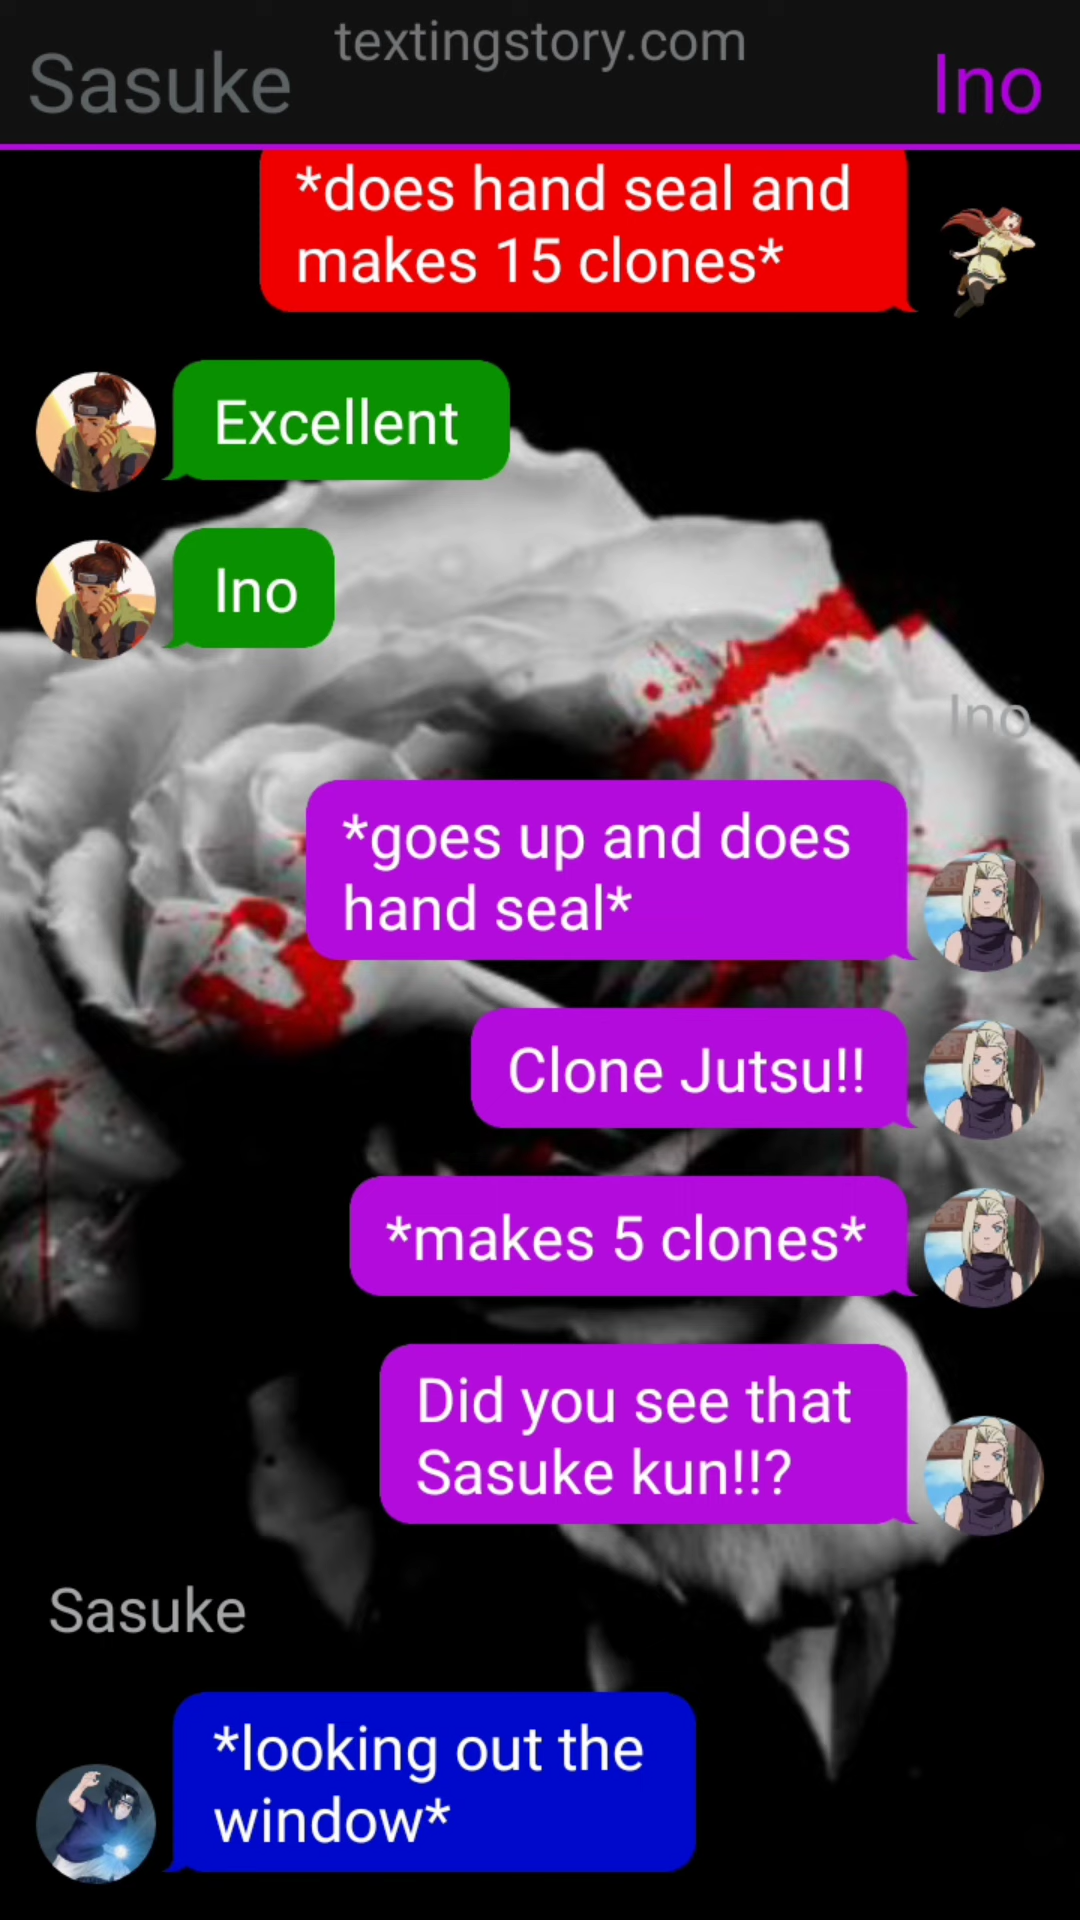 textingstory.com
Sasuke
Ino
*does hand seal and
makes 15 clones*
Excellent
Ino
Ino
*goes up and does
hand seal*
Clone Jutsu!!
*makes 5 clones*
Did you see that
Sasuke kun!!?
Sasuke
*looking out the
window*